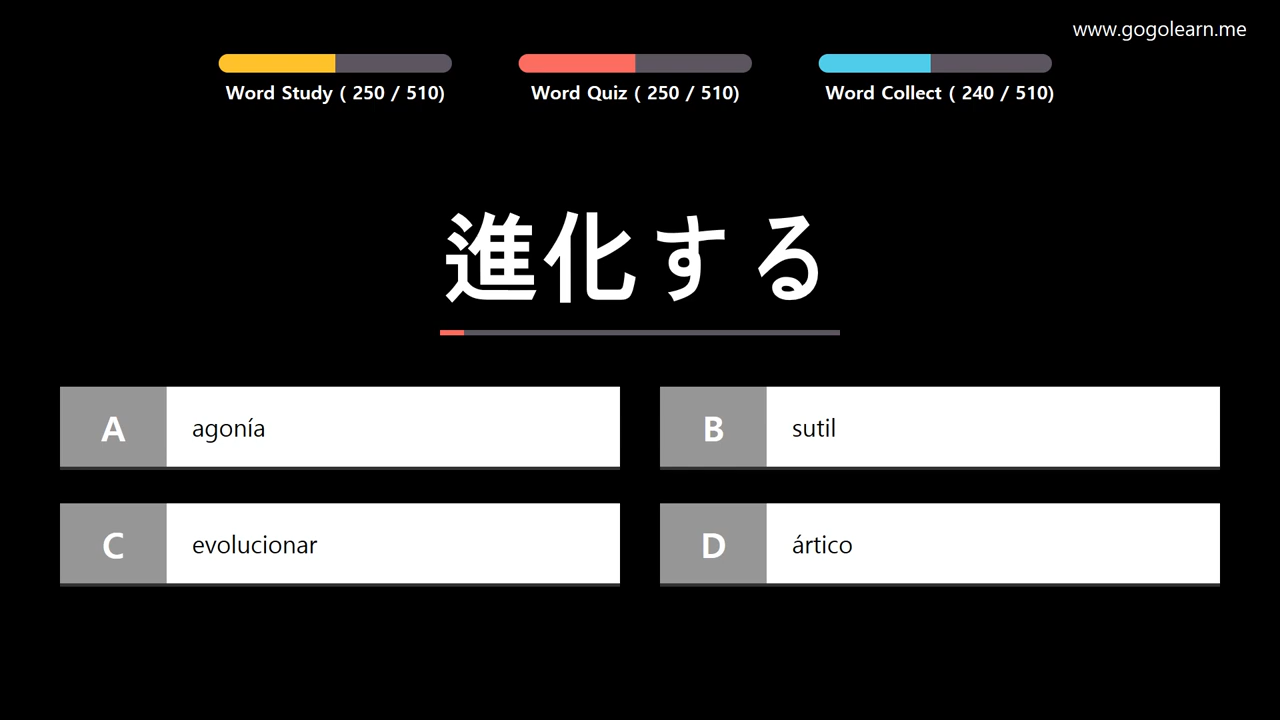 www.gogolearn.me
Word Study ( 250 / 510)
Word Quiz ( 250 / 510)
Word Collect ( 240 / 510)
進化する
A agonía
B sutil
C evolucionar
D ártico